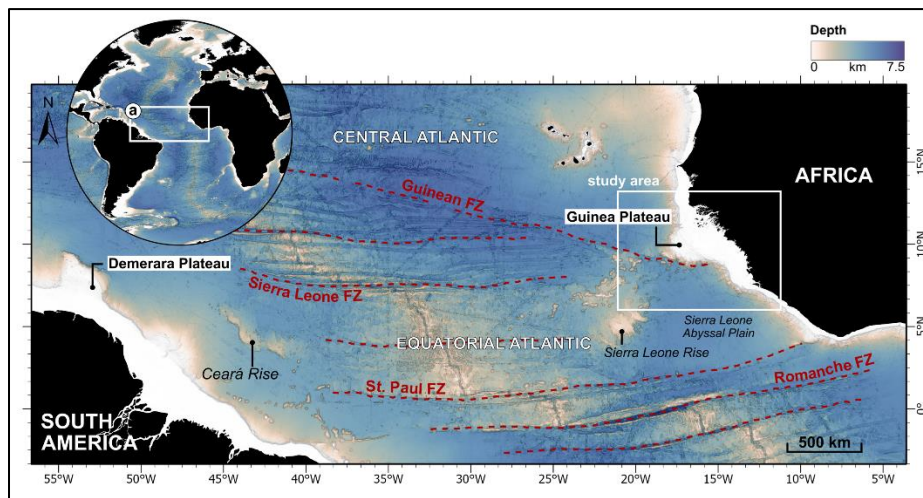 Depth
0 km 7.5
N
a
CENTRAL ATLANTIC
15°N
AFRICA
study area
Guinean FZ
Guinea Plateau
10°N
Demerara Plateau
Sierra Leone FZ
Sierra Leone
Abyssal Plain
5°N
EQUATORIAL ATLANTIC
Sierra Leone Rise
Ceará Rise
Romanche FZ
St. Paul FZ
0°
SOUTH
AMERICA
500 km
55°W 50°W 45°W 40°W 35°W 30°W 25°W 20°W 15°W 10°W 5°W